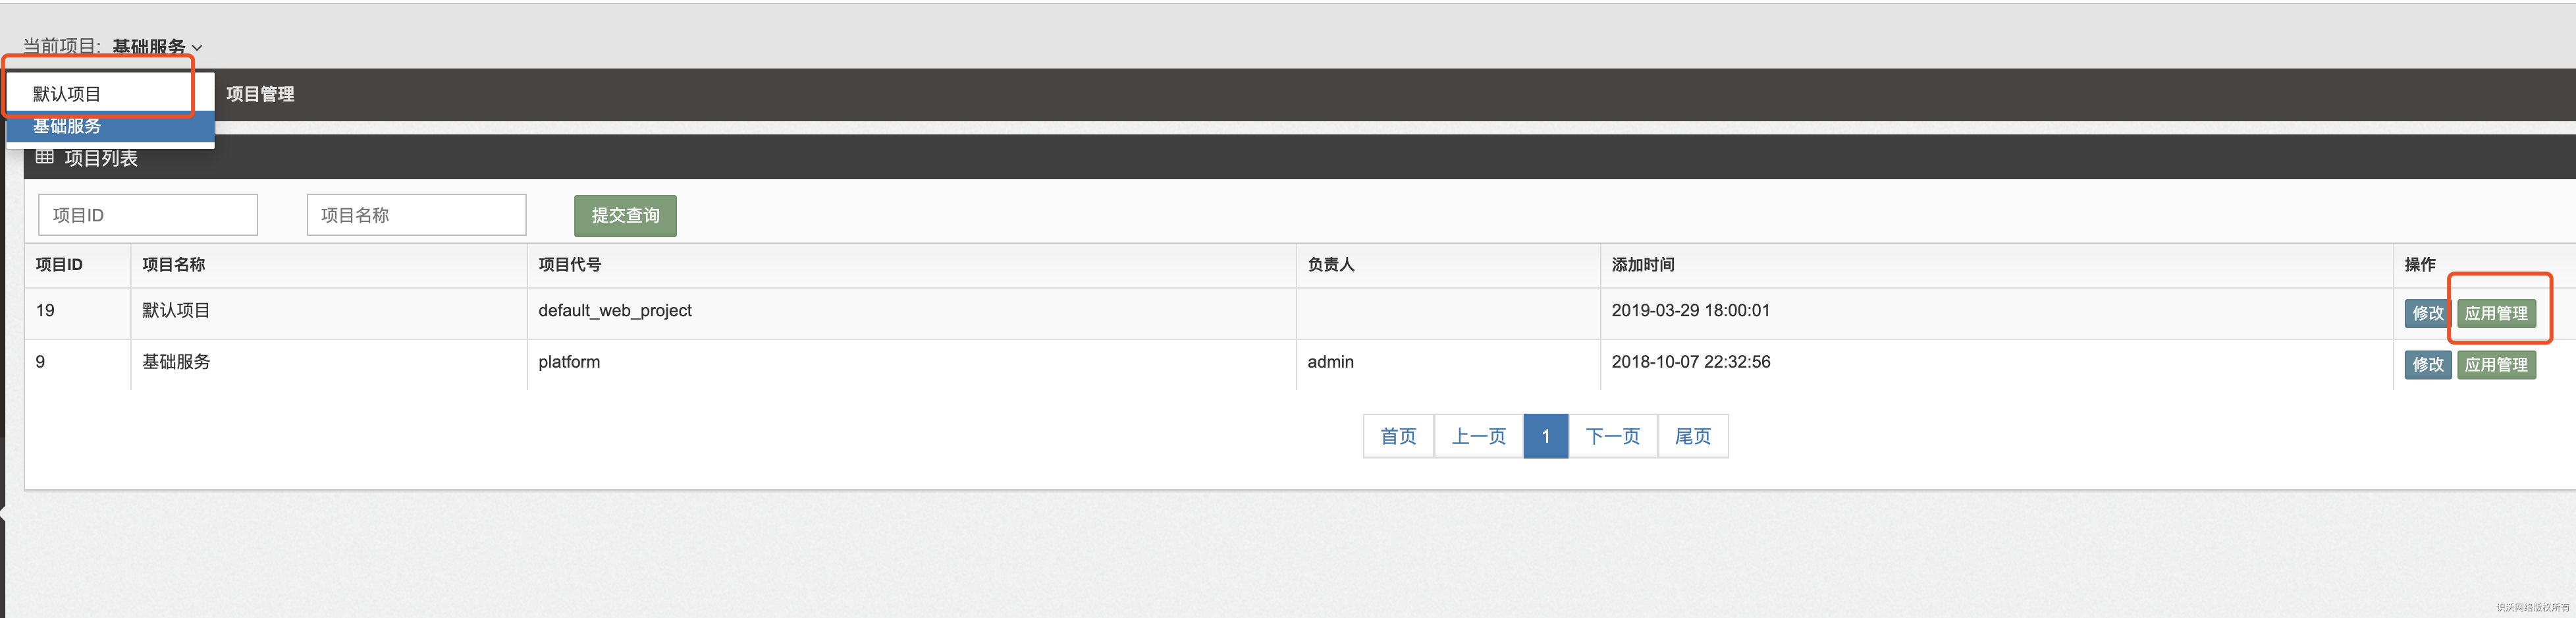 当前项目: 基础服务
默认项目
项目管理
基础服务
项目列表
项目ID 项目名称 提交查询
项目ID 项目名称 项目代号 负责人 添加时间 操作
19 默认项目 default_web_project 2019-03-29 18:00:01 修改 应用管理
9 基础服务 platform admin 2018-10-07 22:32:56 修改 应用管理
首页 上一页 1 下一页 尾页
识沃网络版权所有